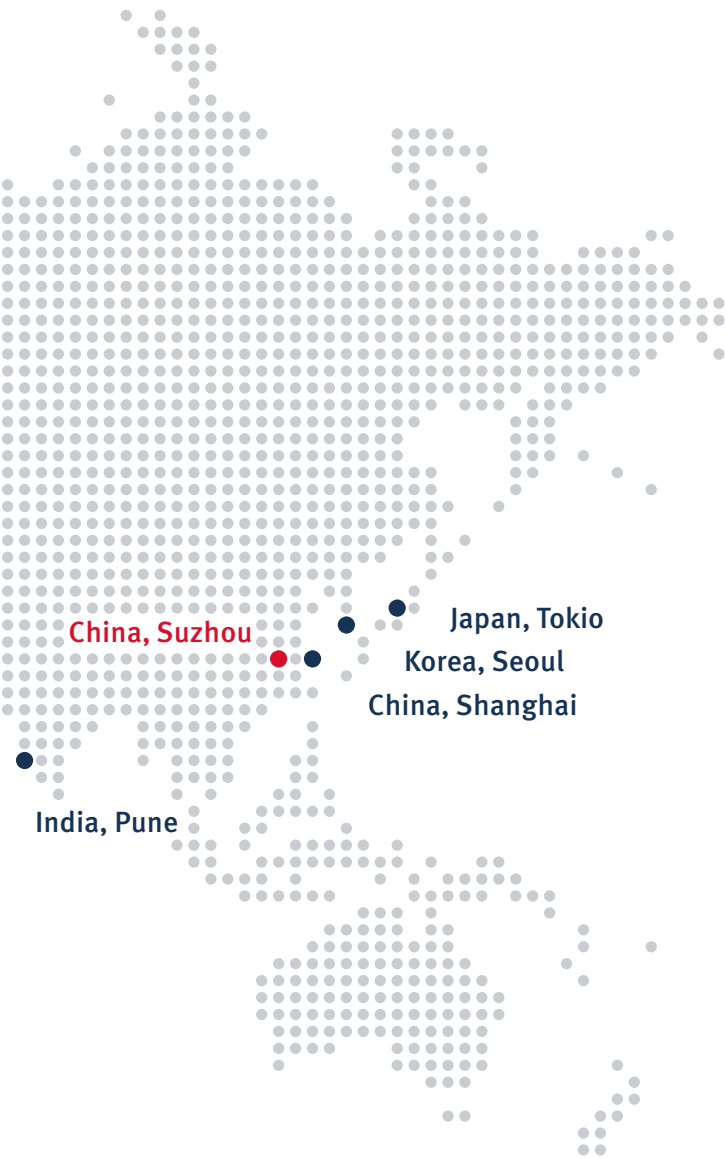 Japan, Tokio
China, Suzhou
Korea, Seoul
China, Shanghai
India, Pune